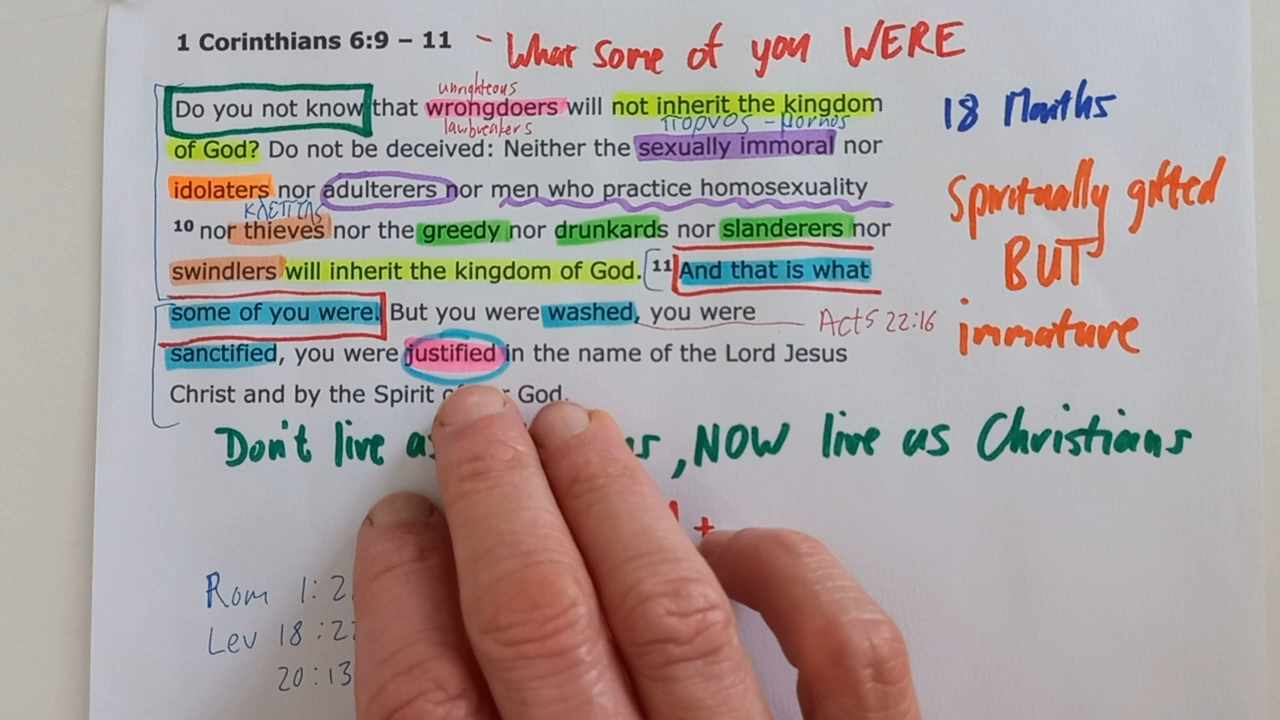 1 Corinthians 6:9 – 11 - What some of you WERE
unrighteous
Do you not know that wrongdoers will not inherit the kingdom
lawbreakers πορνος - pornos
18 Months
of God? Do not be deceived: Neither the sexually immoral nor
idolaters nor adulterers nor men who practice homosexuality
Spiritually gifted
κλεπτης
10 nor thieves nor the greedy nor drunkards nor slanderers nor
BUT
swindlers will inherit the kingdom of God. 11 And that is what
some of you were. But you were washed, you were Acts 22:16
immature
sanctified, you were justified in the name of the Lord Jesus
Christ and by the Spirit God.
Don't live as , NOW live as Christians
+
Rom 1:2
Lev 18:22
20:13